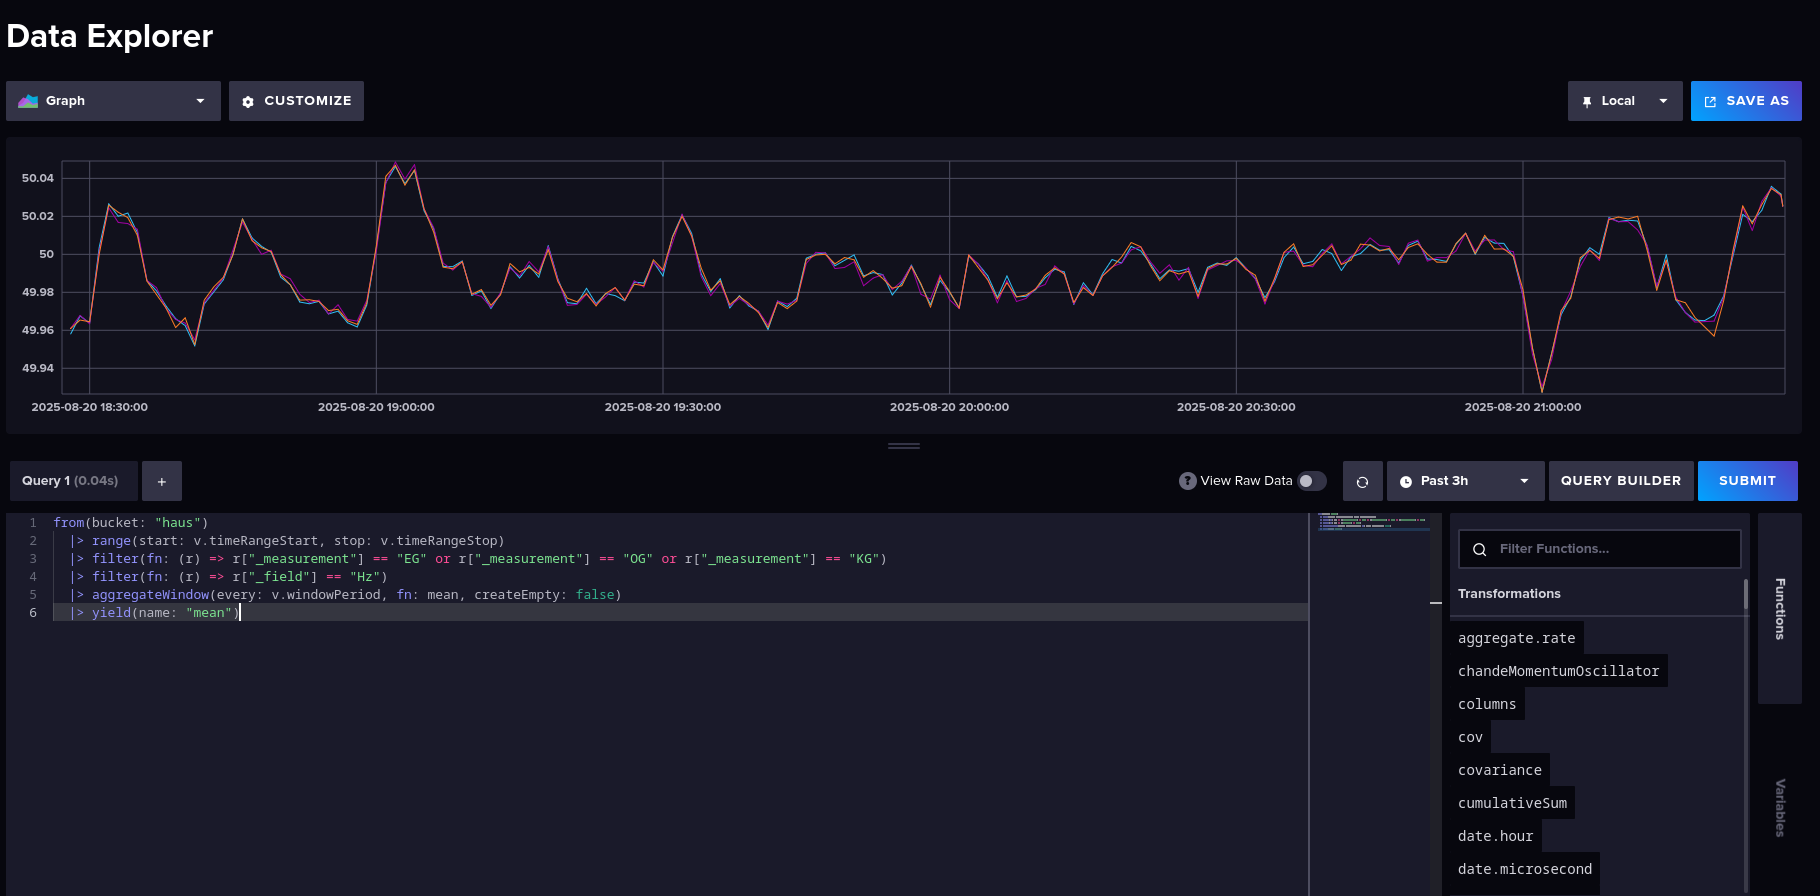 Data Explorer
Graph
CUSTOMIZE
Local
SAVE AS
50.04
50.02
50
49.98
49.96
49.94
2025-08-20 18:30:00
2025-08-20 19:00:00
2025-08-20 19:30:00
2025-08-20 20:00:00
2025-08-20 20:30:00
2025-08-20 21:00:00
Query 1 (0.04s)
+
? View Raw Data
Past 3h
QUERY BUILDER
SUBMIT
1 from(bucket: "haus")
2 |> range(start: v.timeRangeStart, stop: v.timeRangeStop)
3 |> filter(fn: (r) => r["_measurement"] == "EG" or r["_measurement"] == "OG" or r["_measurement"] == "KG")
4 |> filter(fn: (r) => r["_field"] == "Hz")
5 |> aggregateWindow(every: v.windowPeriod, fn: mean, createEmpty: false)
6 |> yield(name: "mean")
Filter Functions...
Transformations
aggregate.rate
chandeMomentumOscillator
columns
cov
covariance
cumulativeSum
date.hour
date.microsecond
Functions
Variables